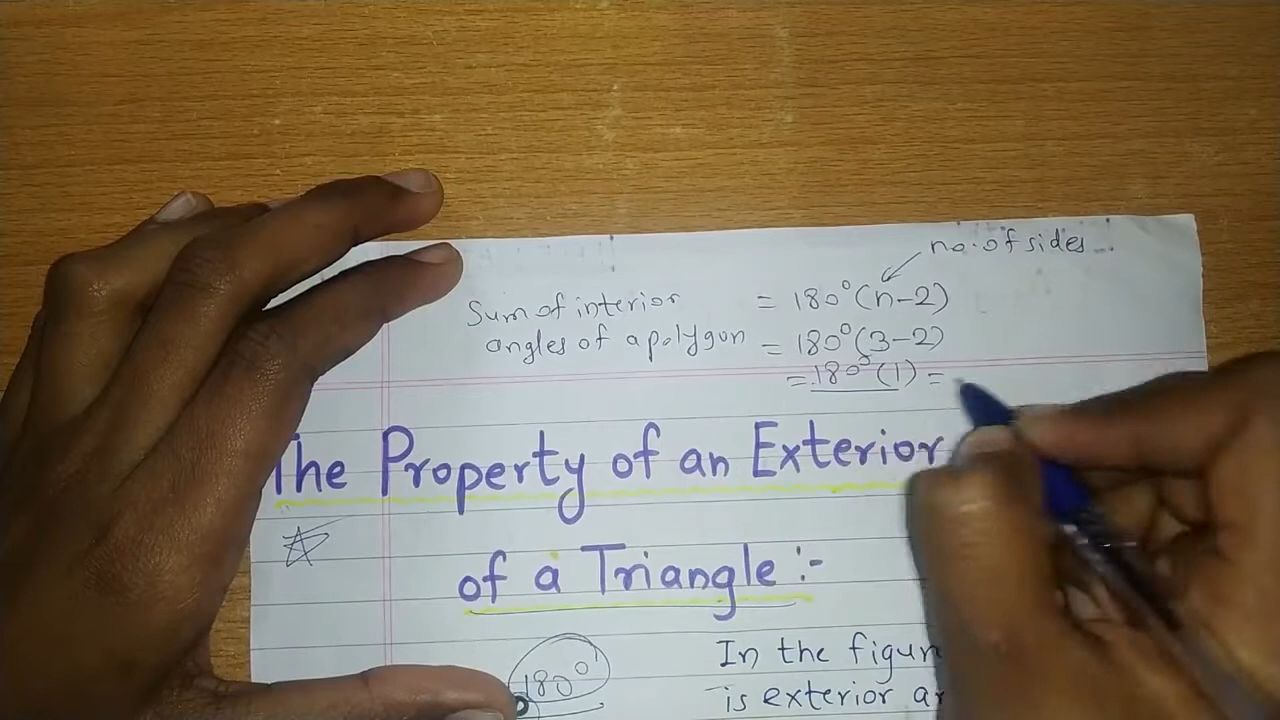 no. of sides
Sum of interior = 180°(n-2)
angles of a polygon = 180°(3-2)
= 180°(1) =
The Property of an Exterior
of a Triangle :-
180°
In the figur
is exterior